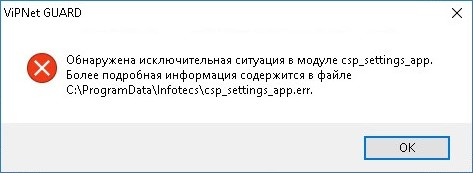 ViPNet GUARD
Обнаружена исключительная ситуация в модуле csp_settings_app.
Более подробная информация содержится в файле
C:\ProgramData\Infotecs\csp_settings_app.err.
OK